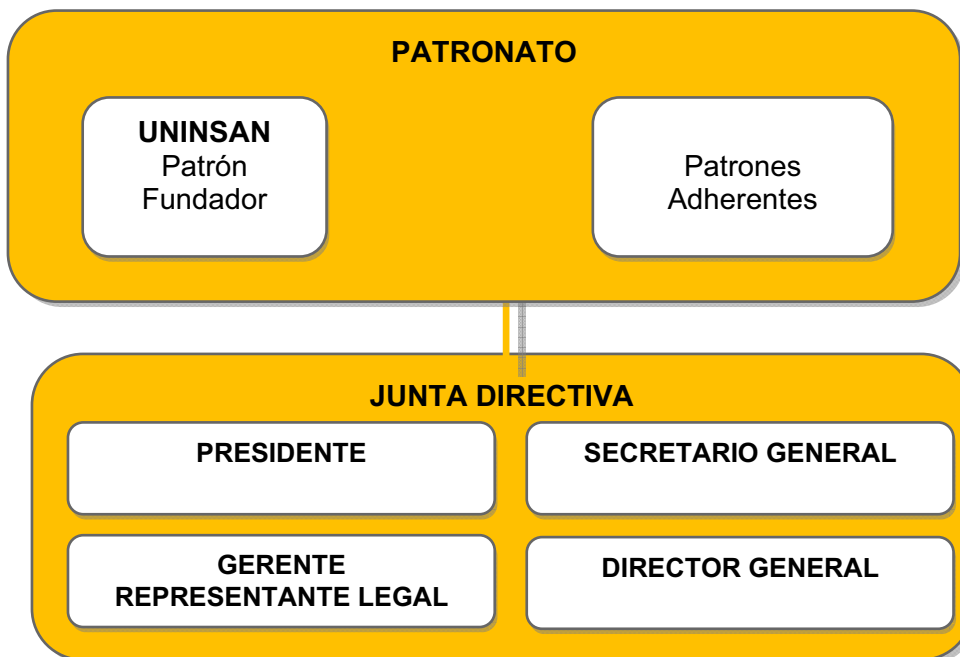 PATRONATO
UNINSAN
Patrón
Fundador
Patrones
Adherentes
JUNTA DIRECTIVA
PRESIDENTE
SECRETARIO GENERAL
GERENTE
REPRESENTANTE LEGAL
DIRECTOR GENERAL